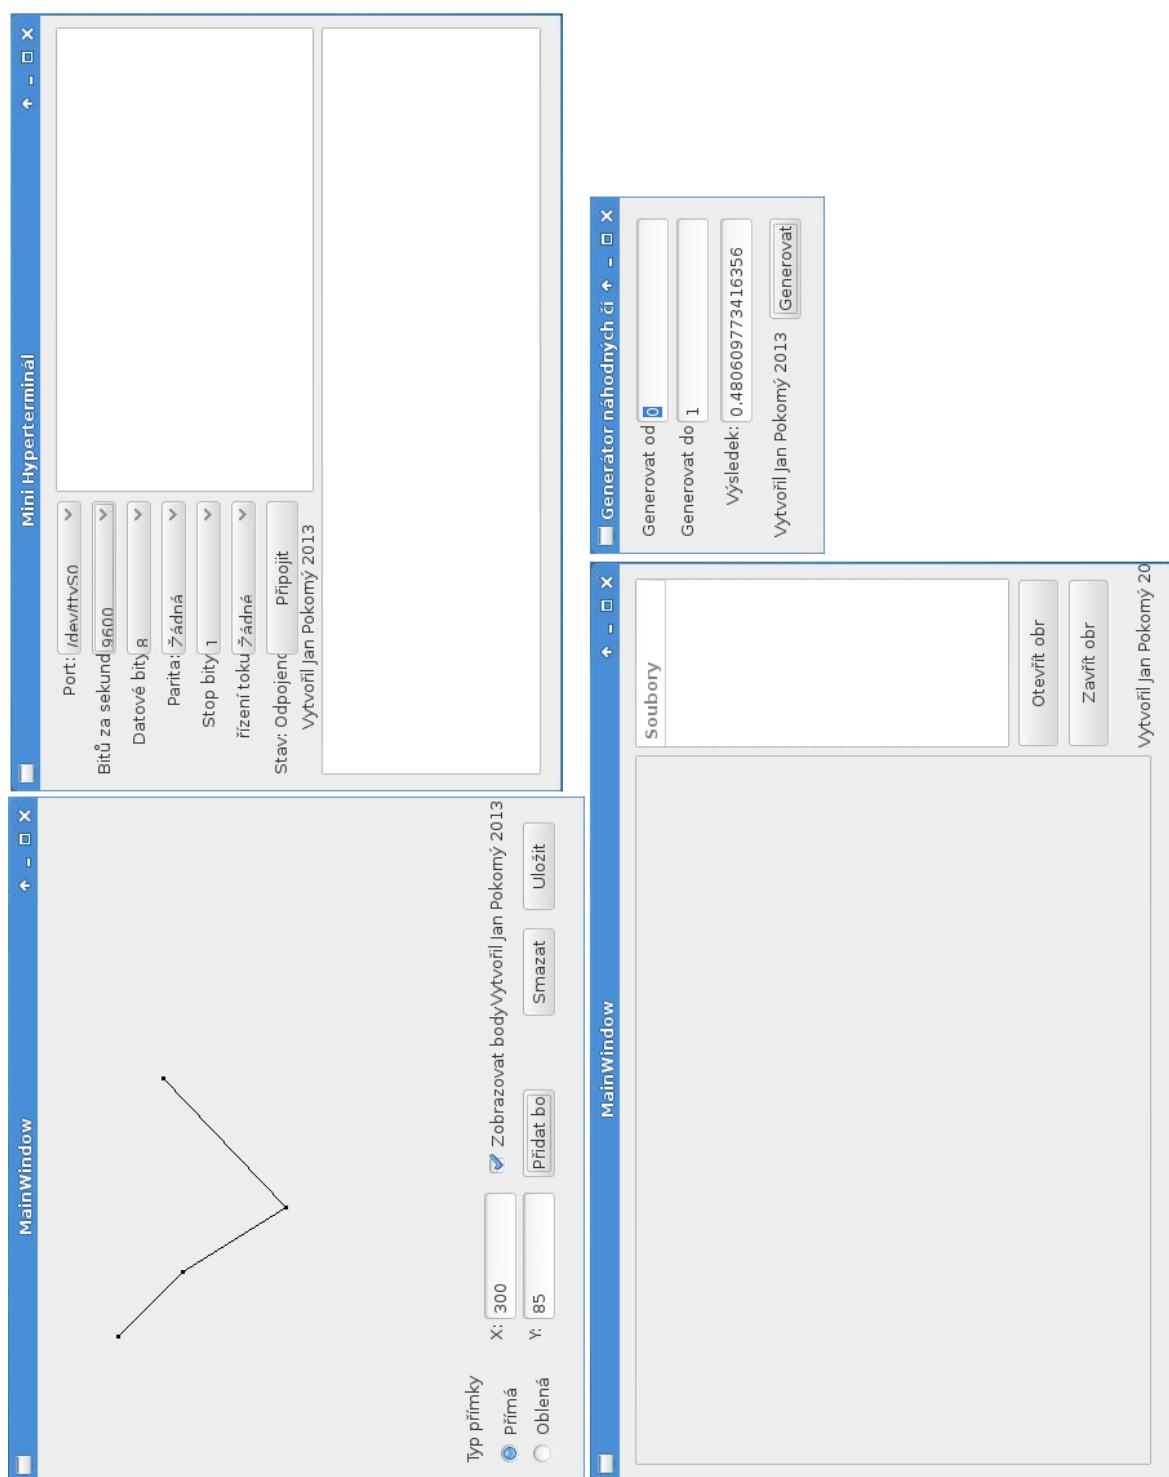 MainWindow
Typ přímky
Přímá
Oblená
X: 300
Y: 85
Zobrazovat body
Vytvořil Jan Pokorný 2013
Přidat bo
Smazat
Uložit
Mini Hyperterminál
Port: /dev/ttyS0
Bitů za sekund 9600
Datové bity 8
Parita: Žádná
Stop bity 1
řízení toku Žádné
Stav: Odpojeno
Připojit
Vytvořil Jan Pokorný 2013
MainWindow
Soubory
Otevřít obr
Zavřít obr
Vytvořil Jan Pokorný 20
Generátor náhodných čí
Generovat od 0
Generovat do 1
Výsledek: 0.4806097773416356
Vytvořil Jan Pokorný 2013
Generovat